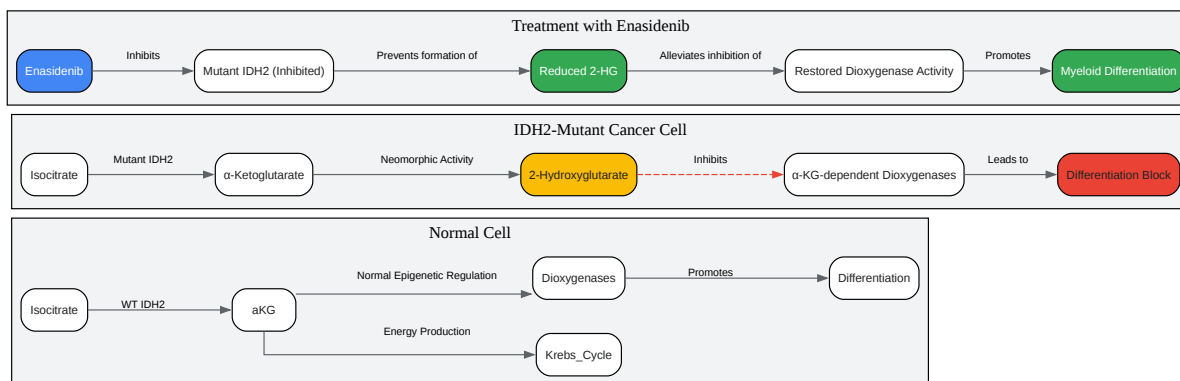 Treatment with Enasidenib
Enasidenib
Inhibits
Mutant IDH2 (Inhibited)
Prevents formation of
Reduced 2-HG
Alleviates inhibition of
Restored Dioxygenase Activity
Promotes
Myeloid Differentiation
IDH2-Mutant Cancer Cell
Isocitrate
Mutant IDH2
α-Ketoglutarate
Neomorphic Activity
2-Hydroxyglutarate
Inhibits
α-KG-dependent Dioxygenases
Leads to
Differentiation Block
Normal Cell
Isocitrate
WT IDH2
aKG
Normal Epigenetic Regulation
Dioxygenases
Promotes
Differentiation
Energy Production
Krebs_Cycle